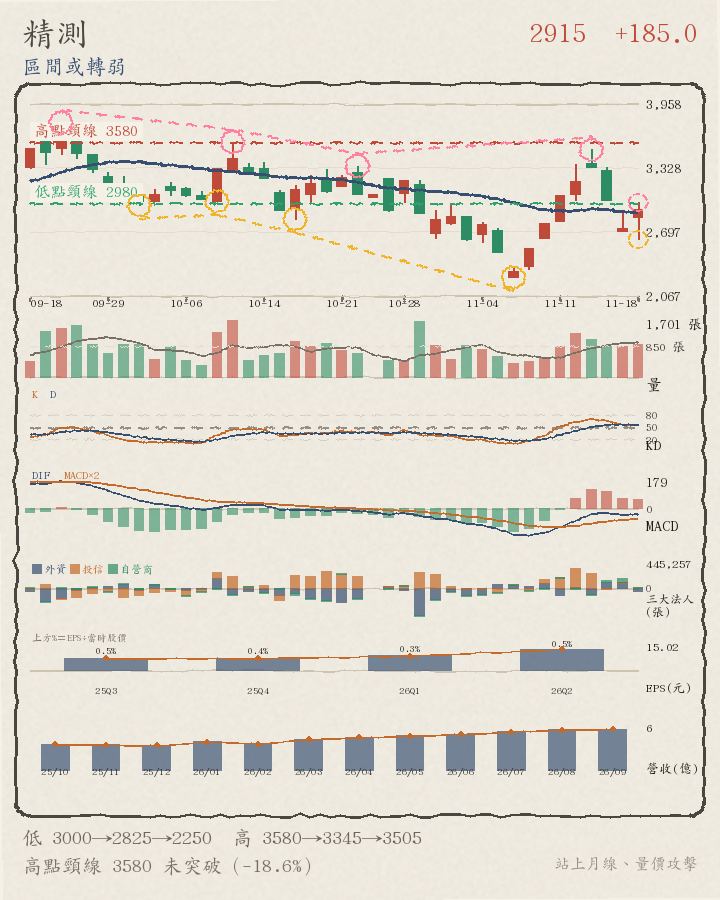 精測
2915 +185.0
區間或轉弱
3,958
高點頸線 3580
3,328
低點頸線 2980
2,697
2,067
09-18 09-29 10-06 10-14 10-21 10-28 11-04 11-11 11-18
1,701 張
850 張
量
K D
80
50
20
KD
DIF MACD×2
179
0
MACD
外資 投信 自營商
445,257
0
三大法人
(張)
上方%=EPS÷當時股價
0.5% 0.4% 0.3% 0.5%
15.02
25Q3 25Q4 26Q1 26Q2
EPS(元)
6
25/10 25/11 25/12 26/01 26/02 26/03 26/04 26/05 26/06 26/07 26/08 26/09
營收(億)
低 3000→2825→2250 高 3580→3345→3505
高點頸線 3580 未突破 (-18.6%)
站上月線、量價攻擊